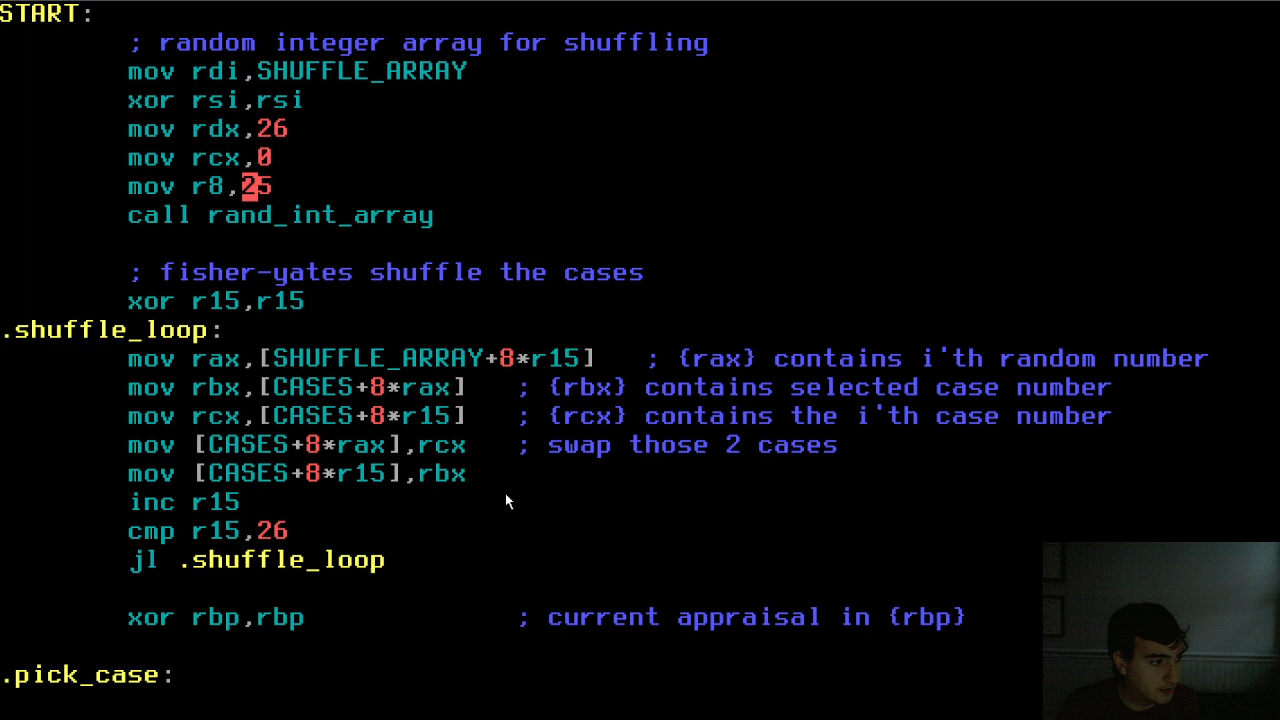 START:
; random integer array for shuffling
mov rdi,SHUFFLE_ARRAY
xor rsi,rsi
mov rdx,26
mov rcx,0
mov r8,25
call rand_int_array
; fisher-yates shuffle the cases
xor r15,r15
.shuffle_loop:
mov rax,[SHUFFLE_ARRAY+8*r15] ; {rax} contains i'th random number
mov rbx,[CASES+8*rax] ; {rbx} contains selected case number
mov rcx,[CASES+8*r15] ; {rcx} contains the i'th case number
mov [CASES+8*rax],rcx ; swap those 2 cases
mov [CASES+8*r15],rbx
inc r15
cmp r15,26
jl .shuffle_loop
xor rbp,rbp ; current appraisal in {rbp}
.pick_case: